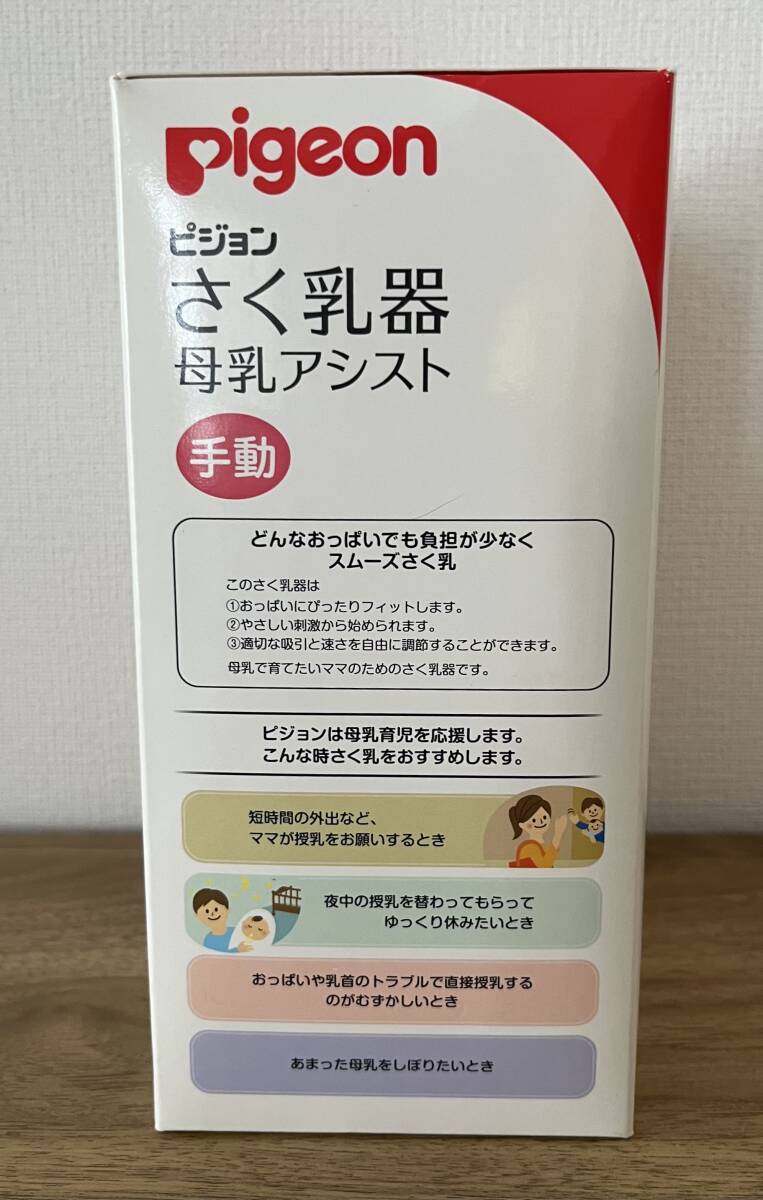 Pigeon
ピジョン
さく乳器
母乳アシスト
手動
どんなおっぱいでも負担が少なく
スムーズさく乳
このさく乳器は
①おっぱいにぴったりフィットします。
②やさしい刺激から始められます。
③適切な吸引と速さを自由に調節することができます。
母乳で育てたいママのためのさく乳器です。
ピジョンは母乳育児を応援します。
こんな時さく乳をおすすめします。
短時間の外出など、
ママが授乳をお願いするとき
夜中の授乳を替わってもらって
ゆっくり休みたいとき
おっぱいや乳首のトラブルで直接授乳する
のがむずかしいとき
あまった母乳をしぼりたいとき